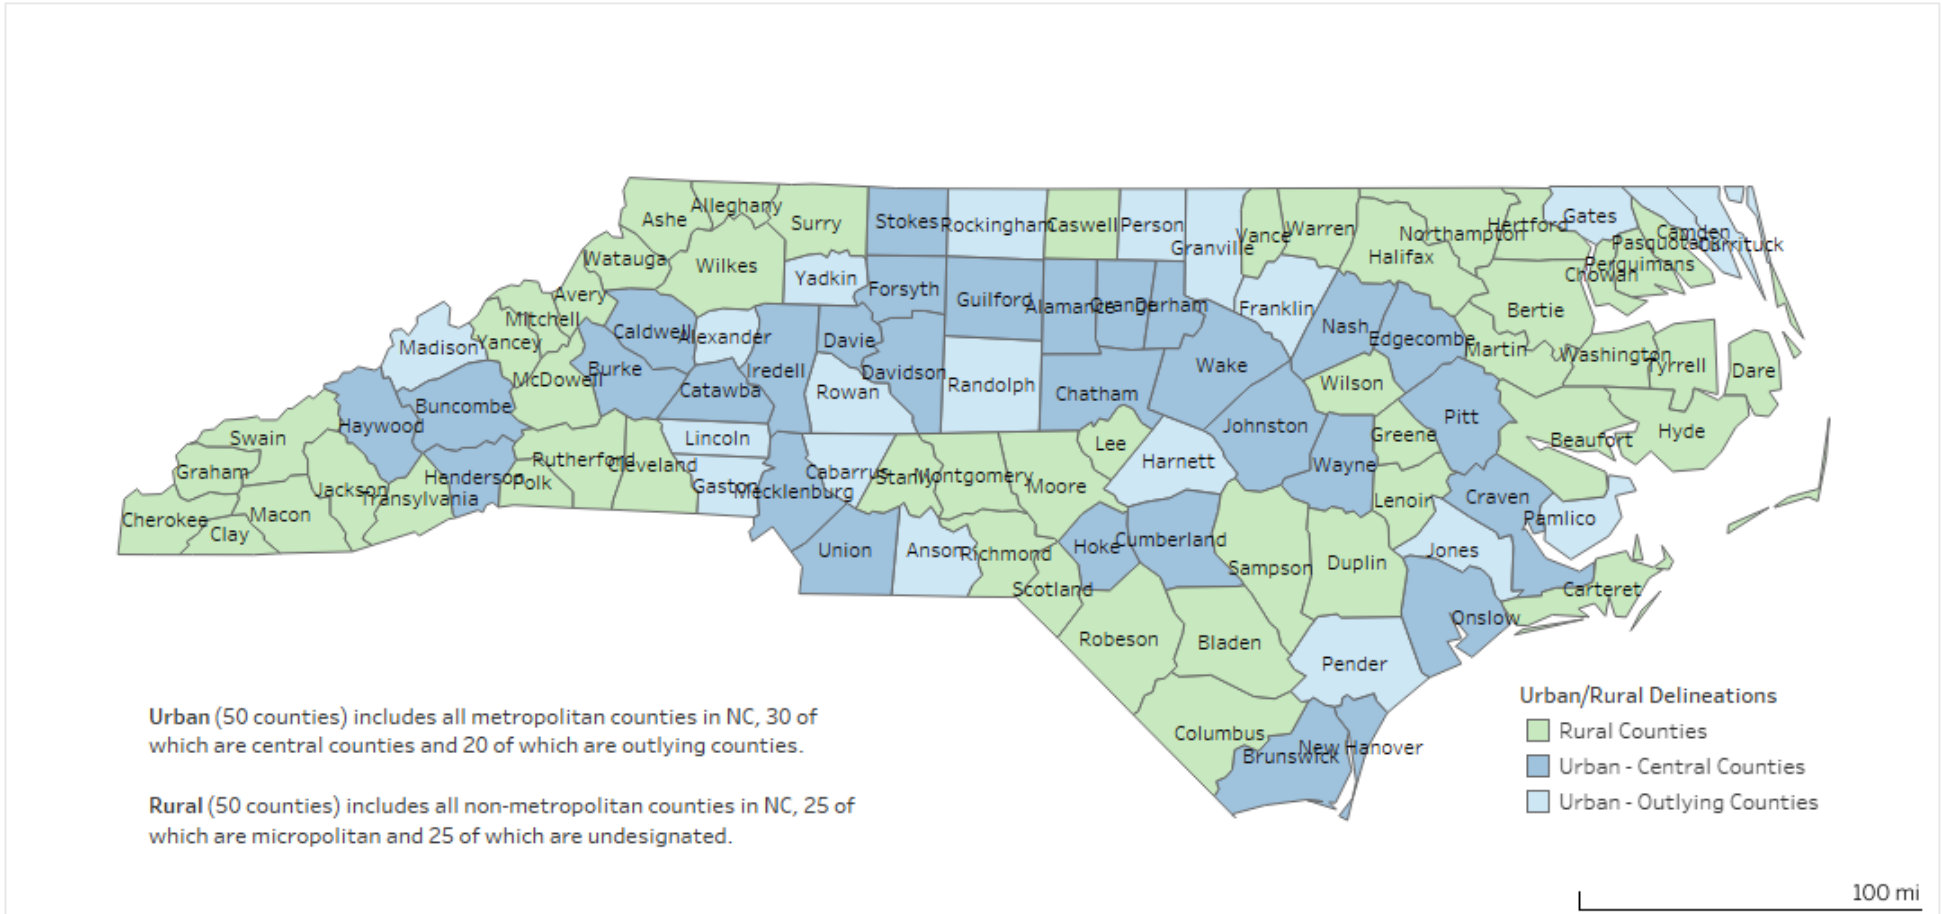 Alleghany
Ashe
Surry
Stokes
Rockingham
Caswell
Person
Granville
Vance
Warren
Northampton
Hertford
Gates
Camden
Currituck
Pasquotank
Perquimans
Chowan
Halifax
Watauga
Wilkes
Yadkin
Forsyth
Guilford
Alamance
Orange
Durham
Franklin
Nash
Edgecombe
Bertie
Avery
Mitchell
Yancey
Madison
Caldwell
Alexander
Davie
Iredell
Davidson
Randolph
Chatham
Wake
Wilson
Martin
Washington
Tyrrell
Dare
McDowell
Burke
Catawba
Rowan
Buncombe
Haywood
Swain
Graham
Jackson
Macon
Cherokee
Clay
Transylvania
Henderson
Polk
Rutherford
Cleveland
Lincoln
Gaston
Mecklenburg
Cabarrus
Stanly
Montgomery
Moore
Lee
Harnett
Johnston
Wayne
Greene
Pitt
Beaufort
Hyde
Lenoir
Craven
Pamlico
Jones
Union
Anson
Richmond
Scotland
Hoke
Cumberland
Sampson
Duplin
Carteret
Onslow
Robeson
Bladen
Pender
Columbus
Brunswick
New Hanover
Urban (50 counties) includes all metropolitan counties in NC, 30 of
which are central counties and 20 of which are outlying counties.
Rural (50 counties) includes all non-metropolitan counties in NC, 25 of
which are micropolitan and 25 of which are undesignated.
Urban/Rural Delineations
Rural Counties
Urban - Central Counties
Urban - Outlying Counties
100 mi